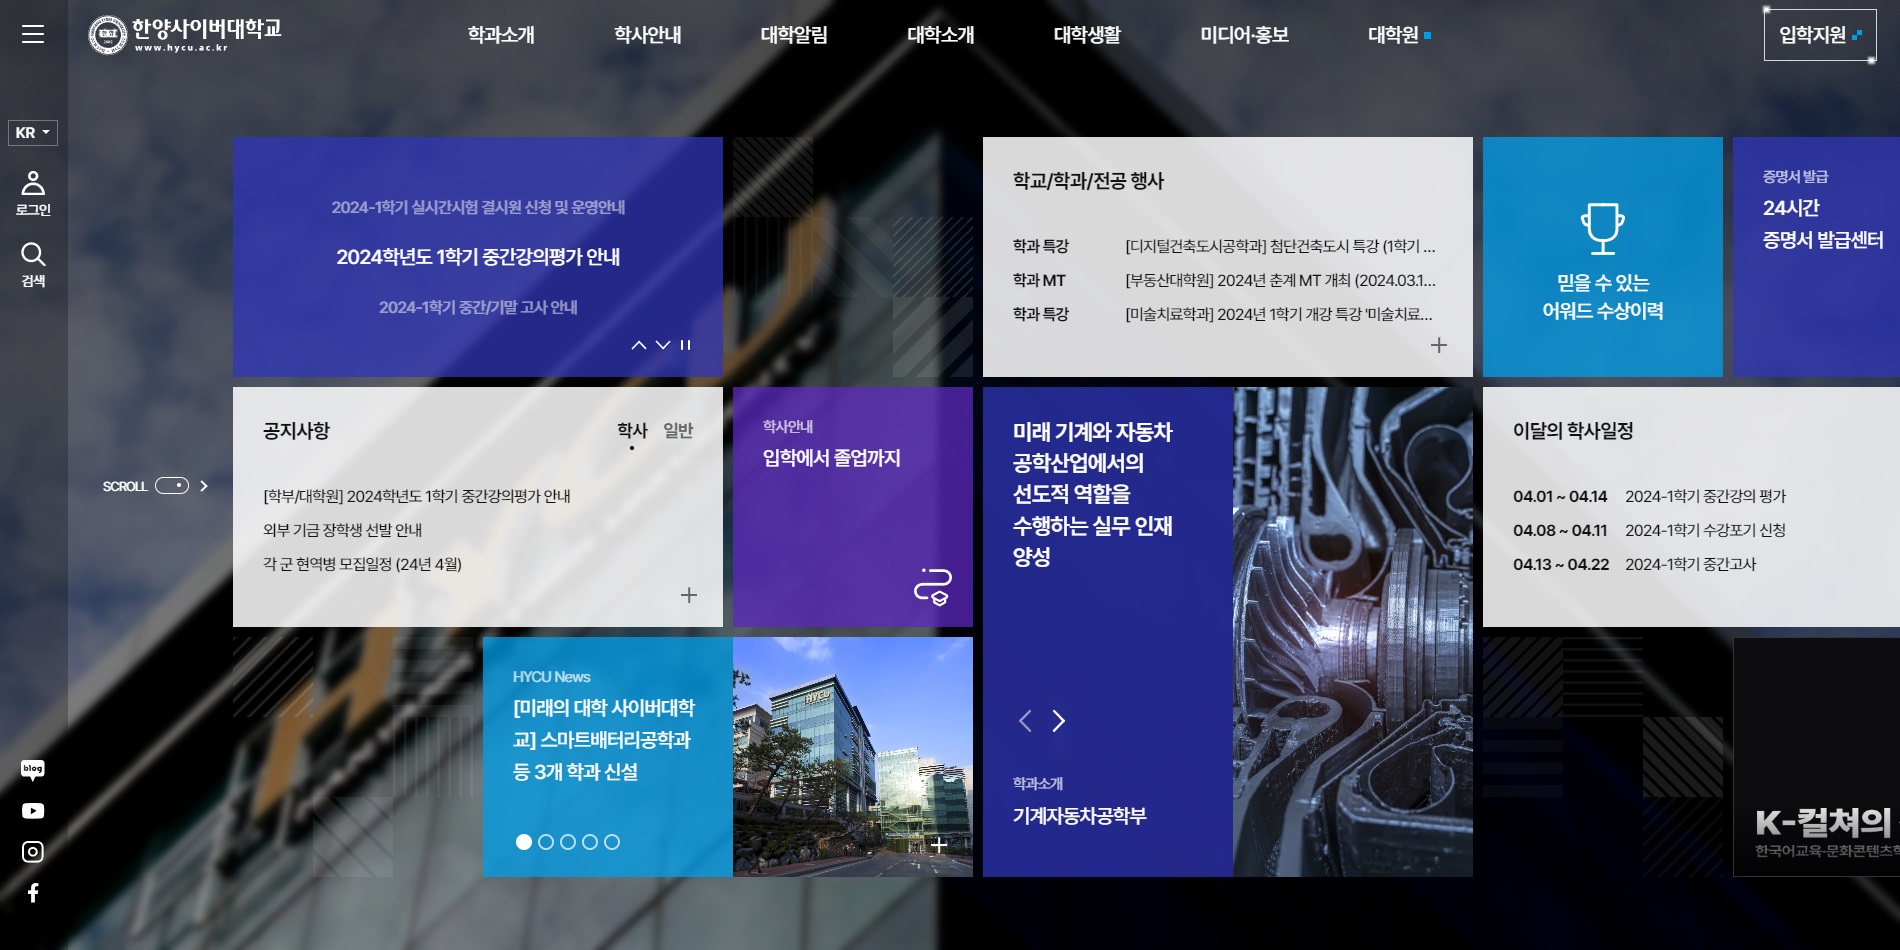 한양사이버대학교
www.hycu.ac.kr
학과소개
학사안내
대학알림
대학소개
대학생활
미디어·홍보
대학원
입학지원
KR
로그인
검색
SCROLL
blog
2024-1학기 실시간시험 결시원 신청 및 운영안내
2024학년도 1학기 중간강의평가 안내
2024-1학기 중간/기말 고사 안내
학교/학과/전공 행사
학과 특강 [디지털건축도시공학과] 첨단건축도시 특강 (1학기 ...
학과 MT [부동산대학원] 2024년 춘계 MT 개최 (2024.03.1...
학과 특강 [미술치료학과] 2024년 1학기 개강 특강 '미술치료...
믿을 수 있는
어워드 수상이력
증명서 발급
24시간
증명서 발급센터
공지사항
학사 일반
[학부/대학원] 2024학년도 1학기 중간강의평가 안내
외부 기금 장학생 선발 안내
각 군 현역병 모집일정 (24년 4월)
학사안내
입학에서 졸업까지
미래 기계와 자동차
공학산업에서의
선도적 역할을
수행하는 실무 인재
양성
학과소개
기계자동차공학부
이달의 학사일정
04.01 ~ 04.14 2024-1학기 중간강의 평가
04.08 ~ 04.11 2024-1학기 수강포기 신청
04.13 ~ 04.22 2024-1학기 중간고사
HYCU News
[미래의 대학 사이버대학
교] 스마트배터리공학과
등 3개 학과 신설
HYCU
K-컬쳐의
한국어교육·문화콘텐츠학